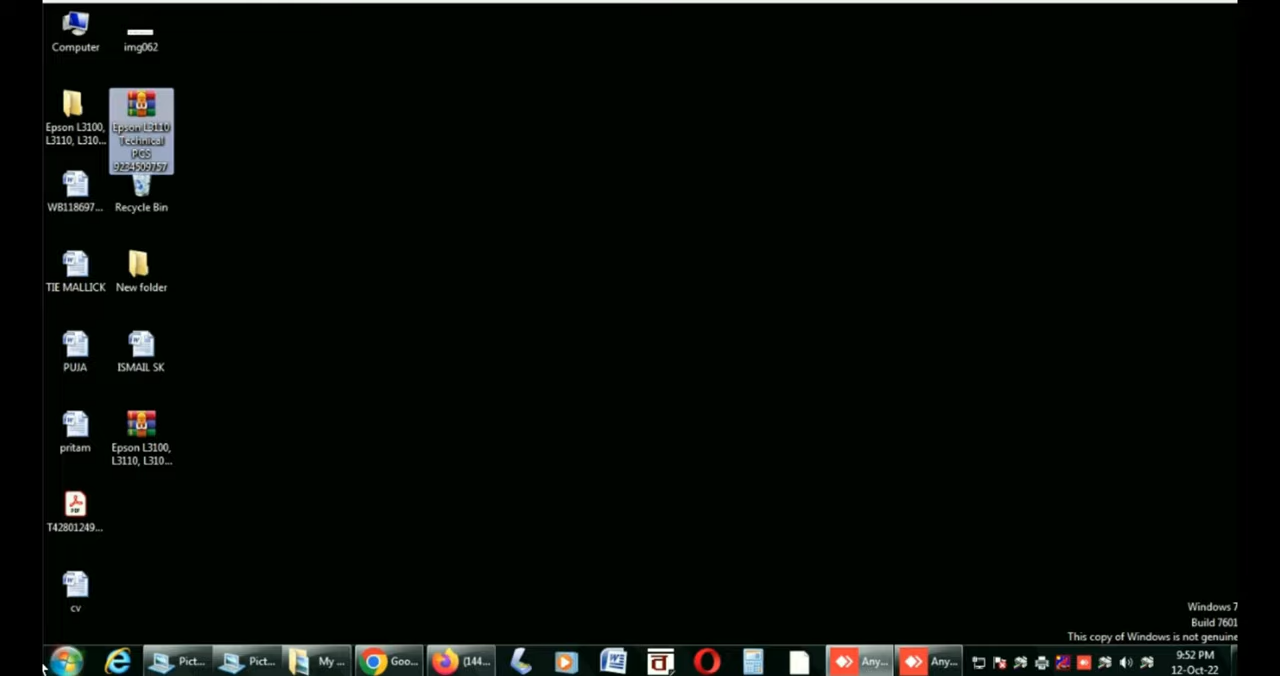 Computer
img062
Epson L3100,
L3110, L310...
Epson L3110
Technical
PGS
9234509757
WB118697...
Recycle Bin
TIE MALLICK
New folder
PUJA
ISMAIL SK
pritam
Epson L3100,
L3110, L310...
PDF
T42801249...
cv
Windows 7
Build 7601
This copy of Windows is not genuine
Pict...
Pict...
My ...
Goo...
(144...
Any...
Any...
9:52 PM
12-Oct-22